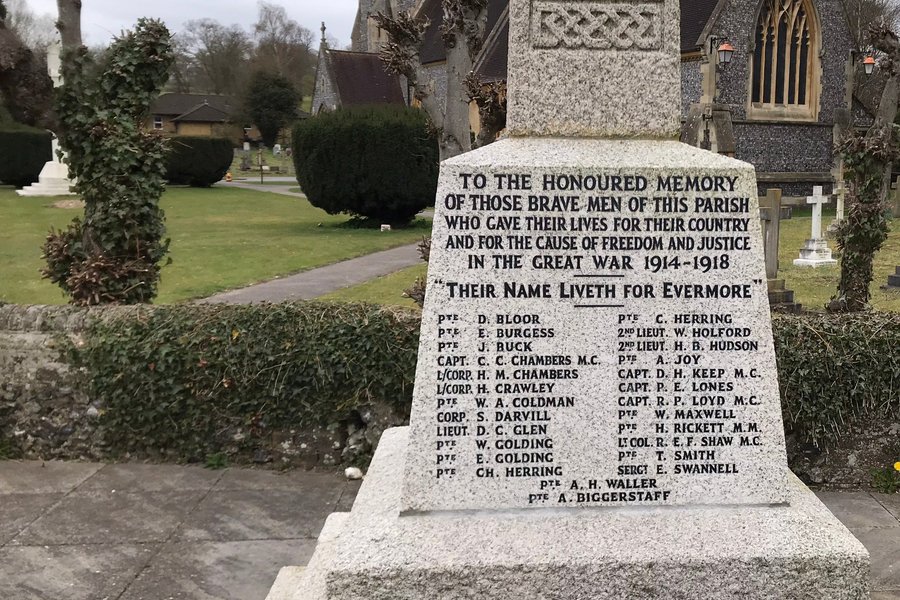 TO THE HONOURED MEMORY
OF THOSE BRAVE MEN OF THIS PARISH
WHO GAVE THEIR LIVES FOR THEIR COUNTRY
AND FOR THE CAUSE OF FREEDOM AND JUSTICE
IN THE GREAT WAR 1914-1918
"THEIR NAME LIVETH FOR EVERMORE"
PTE D. BLOOR
PTE E. BURGESS
PTE J. BUCK
CAPT. C. C. CHAMBERS M.C.
L/CORP. H. M. CHAMBERS
L/CORP. H. CRAWLEY
PTE W. A. COLDMAN
CORP. S. DARVILL
LIEUT. D. C. GLEN
PTE W. GOLDING
PTE E. GOLDING
PTE CH. HERRING
PTE C. HERRING
2ND LIEUT. W. HOLFORD
2ND LIEUT. H. B. HUDSON
PTE A. JOY
CAPT. D. H. KEEP M.C.
CAPT. P. E. LONES
CAPT. R. P. LOYD M.C.
PTE W. MAXWELL
PTE H. RICKETT M.M.
LT COL. R. E. F. SHAW M.C.
PTE T. SMITH
SERGT E. SWANNELL
PTE A. H. WALLER
PTE A. BIGGERSTAFF